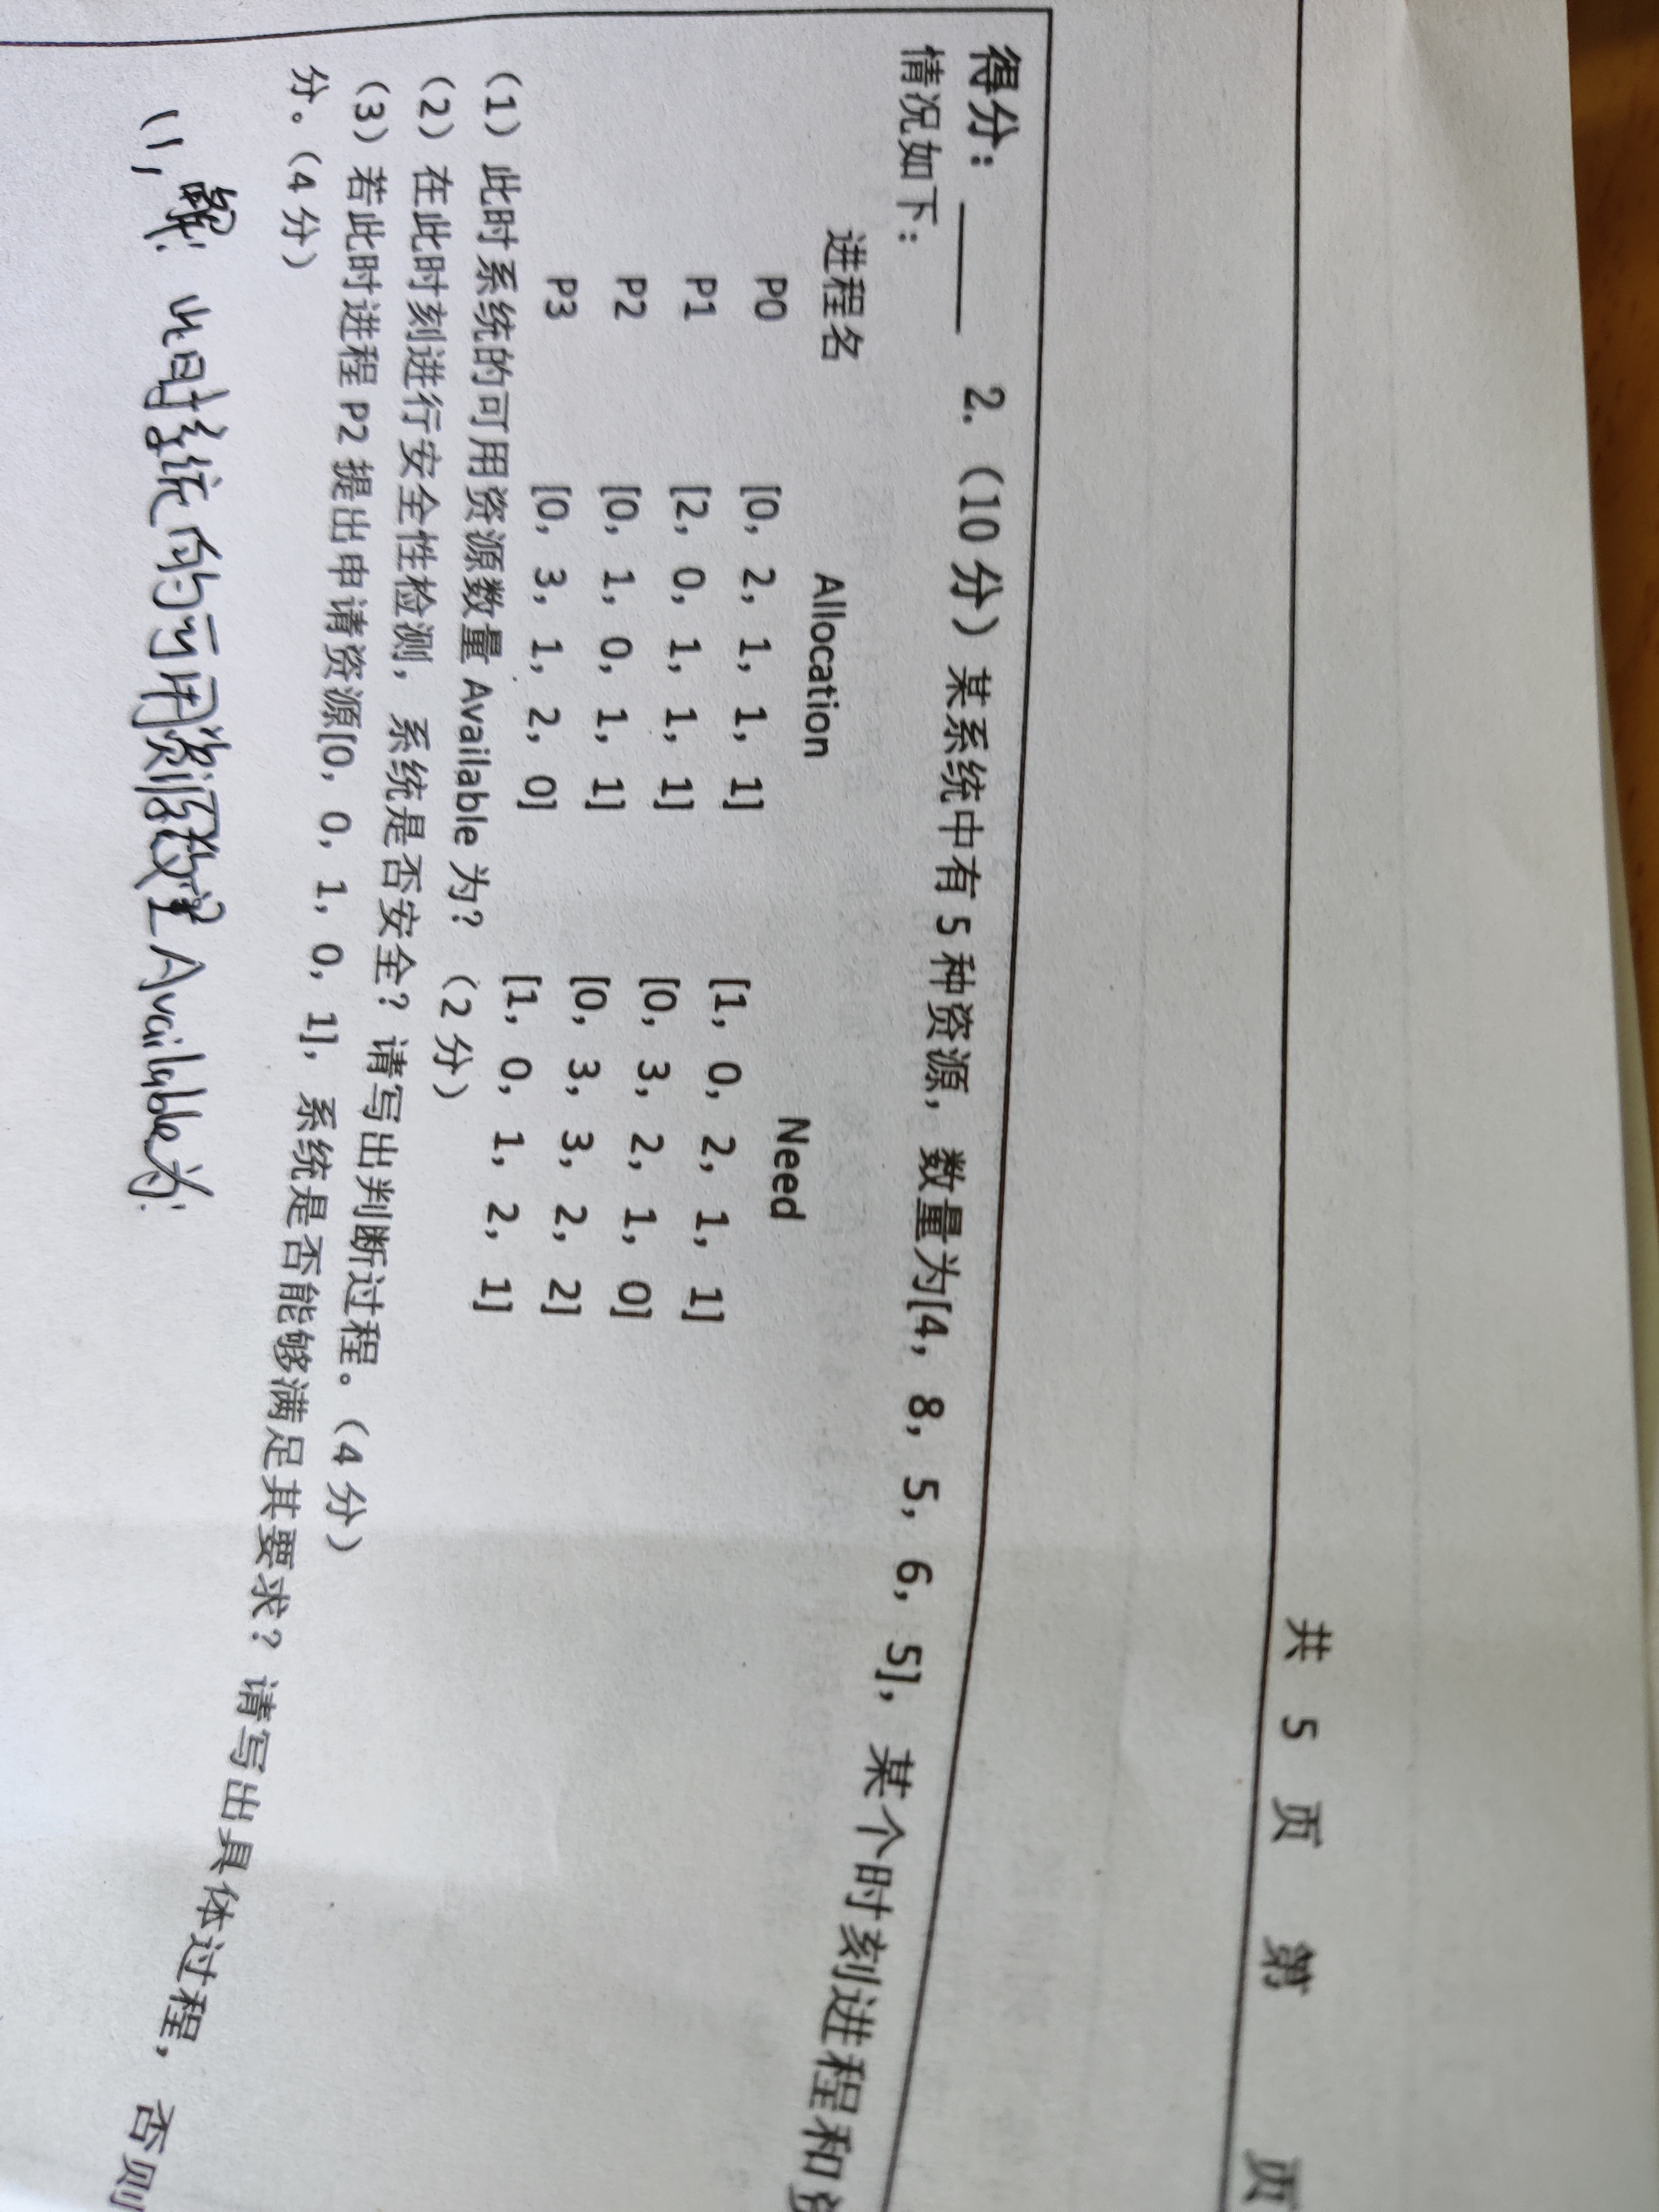 共 5 页 第 页
得分：______ 2.（10 分）某系统中有 5 种资源，数量为[4，8，5，6，5]，某个时刻进程和
情况如下：
进程名 Allocation Need
P0 [0，2，1，1，1] [1，0，2，1，1]
P1 [2，0，1，1，1] [0，3，2，1，0]
P2 [0，1，0，1，1] [0，3，3，2，2]
P3 [0，3，1，2，0] [1，0，1，2，1]
（1）此时系统的可用资源数量 Available 为？（2 分）
（2）在此时刻进行安全性检测，系统是否安全？请写出判断过程。（4 分）
（3）若此时进程 P2 提出申请资源[0，0，1，0，1]，系统是否能够满足其要求？请写出具体过程，否则
分。（4 分）
(1) 解：此时系统的可用资源数量Available为：